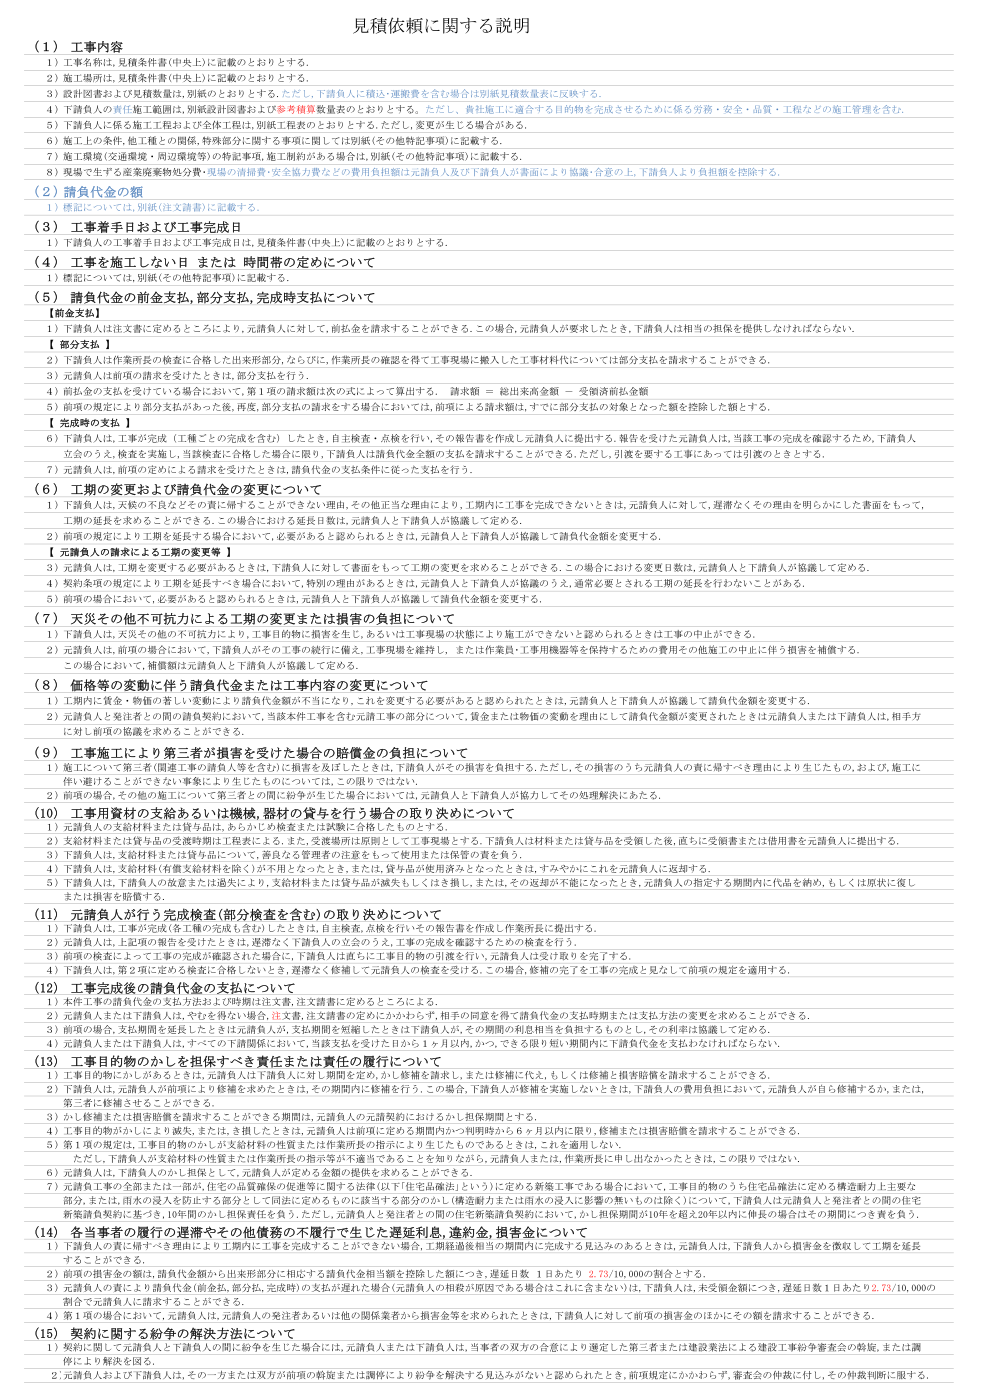 見積依頼に関する説明
（1） 工事内容
1）工事名称は,見積条件書(中央上)に記載のとおりとする.
2）施工場所は,見積条件書(中央上)に記載のとおりとする.
3）設計図書および見積数量は,別紙のとおりとする.ただし,下請負人に積込・運搬費を含む場合は別紙見積数量表に反映する.
4）下請負人の責任施工範囲は,別紙設計図書および参考積算数量表のとおりとする。ただし、貴社施工に適合する目的物を完成させるために係る労務・安全・品質・工程などの施工管理を含む.
5）下請負人に係る施工工程および全体工程は,別紙工程表のとおりとする.ただし,変更が生じる場合がある.
6）施工上の条件,他工種との関係,特殊部分に関する事項に関しては別紙(その他特記事項)に記載する.
7）施工環境(交通環境・周辺環境等)の特記事項,施工制約がある場合は,別紙(その他特記事項)に記載する.
8）現場で生ずる産業廃棄物処分費・現場の清掃費・安全協力費などの費用負担額は元請負人及び下請負人が書面により協議・合意の上,下請負人より負担額を控除する.
（2）請負代金の額
1）標記については,別紙(注文請書)に記載する.
（3） 工事着手日および工事完成日
1）下請負人の工事着手日および工事完成日は,見積条件書(中央上)に記載のとおりとする.
（4） 工事を施工しない日 または 時間帯の定めについて
1）標記については,別紙(その他特記事項)に記載する.
（5） 請負代金の前金支払,部分支払,完成時支払について
【前金支払】
1）下請負人は注文書に定めるところにより,元請負人に対して,前払金を請求することができる.この場合,元請負人が要求したとき,下請負人は相当の担保を提供しなければならない.
【 部分支払 】
2）下請負人は作業所長の検査に合格した出来形部分,ならびに,作業所長の確認を得て工事現場に搬入した工事材料代については部分支払を請求することができる.
3）元請負人は前項の請求を受けたときは,部分支払を行う.
4）前払金の支払を受けている場合において,第１項の請求額は次の式によって算出する. 請求額 ＝ 総出来高金額 － 受領済前払金額
5）前項の規定により部分支払があった後,再度,部分支払の請求をする場合においては,前項による請求額は,すでに部分支払の対象となった額を控除した額とする.
【 完成時の支払 】
6）下請負人は,工事が完成（工種ごとの完成を含む）したとき,自主検査・点検を行い,その報告書を作成し元請負人に提出する.報告を受けた元請負人は,当該工事の完成を確認するため,下請負人
立会のうえ,検査を実施し,当該検査に合格した場合に限り,下請負人は請負代金全額の支払を請求することができる.ただし,引渡を要する工事にあっては引渡のときとする.
7）元請負人は,前項の定めによる請求を受けたときは,請負代金の支払条件に従った支払を行う.
（6） 工期の変更および請負代金の変更について
1）下請負人は,天候の不良などその責に帰することができない理由,その他正当な理由により,工期内に工事を完成できないときは,元請負人に対して,遅滞なくその理由を明らかにした書面をもって,
工期の延長を求めることができる.この場合における延長日数は,元請負人と下請負人が協議して定める.
2）前項の規定により工期を延長する場合において,必要があると認められるときは,元請負人と下請負人が協議して請負代金額を変更する.
【 元請負人の請求による工期の変更等 】
3）元請負人は,工期を変更する必要があるときは,下請負人に対して書面をもって工期の変更を求めることができる.この場合における変更日数は,元請負人と下請負人が協議して定める.
4）契約条項の規定により工期を延長すべき場合において,特別の理由があるときは,元請負人と下請負人が協議のうえ,通常必要とされる工期の延長を行わないことがある.
5）前項の場合において,必要があると認められるときは,元請負人と下請負人が協議して請負代金額を変更する.
（7） 天災その他不可抗力による工期の変更または損害の負担について
1）下請負人は,天災その他の不可抗力により,工事目的物に損害を生じ,あるいは工事現場の状態により施工ができないと認められるときは工事の中止ができる.
2）元請負人は,前項の場合において,下請負人がその工事の続行に備え,工事現場を維持し, または作業員・工事用機器等を保持するための費用その他施工の中止に伴う損害を補償する.
この場合において,補償額は元請負人と下請負人が協議して定める.
（8） 価格等の変動に伴う請負代金または工事内容の変更について
1）工期内に賃金・物価の著しい変動により請負代金額が不当になり,これを変更する必要があると認められたときは,元請負人と下請負人が協議して請負代金額を変更する.
2）元請負人と発注者との間の請負契約において,当該本件工事を含む元請工事の部分について,賃金または物価の変動を理由にして請負代金額が変更されたときは元請負人または下請負人は,相手方
に対し前項の協議を求めることができる.
（9） 工事施工により第三者が損害を受けた場合の賠償金の負担について
1）施工について第三者(関連工事の請負人等を含む)に損害を及ぼしたときは,下請負人がその損害を負担する.ただし,その損害のうち元請負人の責に帰すべき理由により生じたもの,および,施工に
伴い避けることができない事象により生じたものについては,この限りではない.
2）前項の場合,その他の施工について第三者との間に紛争が生じた場合においては,元請負人と下請負人が協力してその処理解決にあたる.
（10） 工事用資材の支給あるいは機械,器材の貸与を行う場合の取り決めについて
1）元請負人の支給材料または貸与品は,あらかじめ検査または試験に合格したものとする.
2）支給材料または貸与品の受渡時期は工程表による.また,受渡場所は原則として工事現場とする.下請負人は材料または貸与品を受領した後,直ちに受領書または借用書を元請負人に提出する.
3）下請負人は,支給材料または貸与品について,善良なる管理者の注意をもって使用または保管の責を負う.
4）下請負人は,支給材料(有償支給材料を除く)が不用となったとき,または,貸与品が使用済みとなったときは,すみやかにこれを元請負人に返却する.
5）下請負人は,下請負人の故意または過失により,支給材料または貸与品が滅失もしくはき損し,または,その返却が不能になったとき,元請負人の指定する期間内に代品を納め,もしくは原状に復し
または損害を賠償する.
（11） 元請負人が行う完成検査(部分検査を含む)の取り決めについて
1）下請負人は,工事が完成(各工種の完成も含む)したときは,自主検査,点検を行いその報告書を作成し作業所長に提出する.
2）元請負人は,上記項の報告を受けたときは,遅滞なく下請負人の立会のうえ,工事の完成を確認するための検査を行う.
3）前項の検査によって工事の完成が確認された場合に,下請負人は直ちに工事目的物の引渡を行い,元請負人は受け取りを完了する.
4）下請負人は,第２項に定める検査に合格しないとき,遅滞なく修補して元請負人の検査を受ける.この場合,修補の完了を工事の完成と見なして前項の規定を適用する.
（12） 工事完成後の請負代金の支払について
1）本件工事の請負代金の支払方法および時期は注文書,注文請書に定めるところによる.
2）元請負人または下請負人は,やむを得ない場合,注文書,注文請書の定めにかかわらず,相手の同意を得て請負代金の支払時期または支払方法の変更を求めることができる.
3）前項の場合,支払期間を延長したときは元請負人が,支払期間を短縮したときは下請負人が,その期間の利息相当を負担するものとし,その利率は協議して定める.
4）元請負人または下請負人は,すべての下請関係において,当該支払を受けた日から１ヶ月以内,かつ,できる限り短い期間内に下請負代金を支払わなければならない.
（13） 工事目的物のかしを担保すべき責任または責任の履行について
1）工事目的物にかしがあるときは,元請負人は下請負人に対し期間を定め,かし修補を請求し,または修補に代え,もしくは修補と損害賠償を請求することができる.
2）下請負人は,元請負人が前項により修補を求めたときは,その期間内に修補を行う.この場合,下請負人が修補を実施しないときは,下請負人の費用負担において,元請負人が自ら修補するか,または,
第三者に修補させることができる.
3）かし修補または損害賠償を請求することができる期間は,元請負人の元請契約におけるかし担保期間とする.
4）工事目的物がかしにより滅失,または,き損したときは,元請負人は前項に定める期間内かつ判明時から６ヶ月以内に限り,修補または損害賠償を請求することができる.
5）第１項の規定は,工事目的物のかしが支給材料の性質または作業所長の指示により生じたものであるときは,これを適用しない.
ただし,下請負人が支給材料の性質または作業所長の指示等が不適当であることを知りながら,元請負人または,作業所長に申し出なかったときは,この限りではない.
6）元請負人は,下請負人のかし担保として,元請負人が定める金額の提供を求めることができる.
7）元請負工事の全部または一部が,住宅の品質確保の促進等に関する法律(以下｢住宅品確法｣という)に定める新築工事である場合において,工事目的物のうち住宅品確法に定める構造耐力上主要な
部分,または,雨水の浸入を防止する部分として同法に定めるものに該当する部分のかし(構造耐力または雨水の浸入に影響の無いものは除く)について,下請負人は元請負人と発注者との間の住宅
新築請負契約に基づき,10年間のかし担保責任を負う.ただし,元請負人と発注者との間の住宅新築請負契約において,かし担保期間が10年を超え20年以内に伸長の場合はその期間につき責を負う.
（14） 各当事者の履行の遅滞やその他債務の不履行で生じた遅延利息,違約金,損害金について
1）下請負人の責に帰すべき理由により工期内に工事を完成することができない場合,工期経過後相当の期間内に完成する見込みのあるときは,元請負人は,下請負人から損害金を徴収して工期を延長
することができる.
2）前項の損害金の額は,請負代金額から出来形部分に相応する請負代金相当額を控除した額につき,遅延日数 １日あたり 2.73/10,000の割合とする.
3）元請負人の責により請負代金(前金払,部分払,完成時)の支払が遅れた場合(元請負人の相殺が原因である場合はこれに含まない)は,下請負人は,未受領金額につき,遅延日数１日あたり2.73/10,000の
割合で元請負人に請求することができる.
4）第１項の場合において,元請負人は,元請負人の発注者あるいは他の関係業者から損害金等を求められたときは,下請負人に対して前項の損害金のほかにその額を請求することができる.
（15） 契約に関する紛争の解決方法について
1）契約に関して元請負人と下請負人の間に紛争を生じた場合には,元請負人または下請負人は,当事者の双方の合意により選定した第三者または建設業法による建設工事紛争審査会の斡旋,または調
停により解決を図る.
2）元請負人および下請負人は,その一方または双方が前項の斡旋または調停により紛争を解決する見込みがないと認められたとき,前項規定にかかわらず,審査会の仲裁に付し,その仲裁判断に服する.